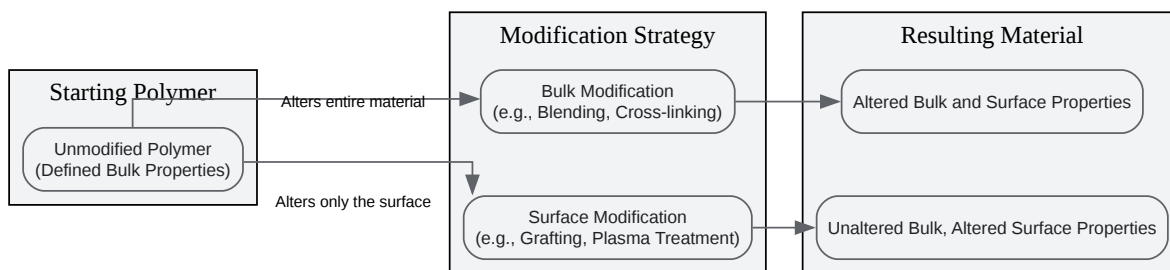 Starting Polymer
Unmodified Polymer
(Defined Bulk Properties)
Alters entire material
Alters only the surface
Modification Strategy
Bulk Modification
(e.g., Blending, Cross-linking)
Surface Modification
(e.g., Grafting, Plasma Treatment)
Resulting Material
Altered Bulk and Surface Properties
Unaltered Bulk, Altered Surface Properties